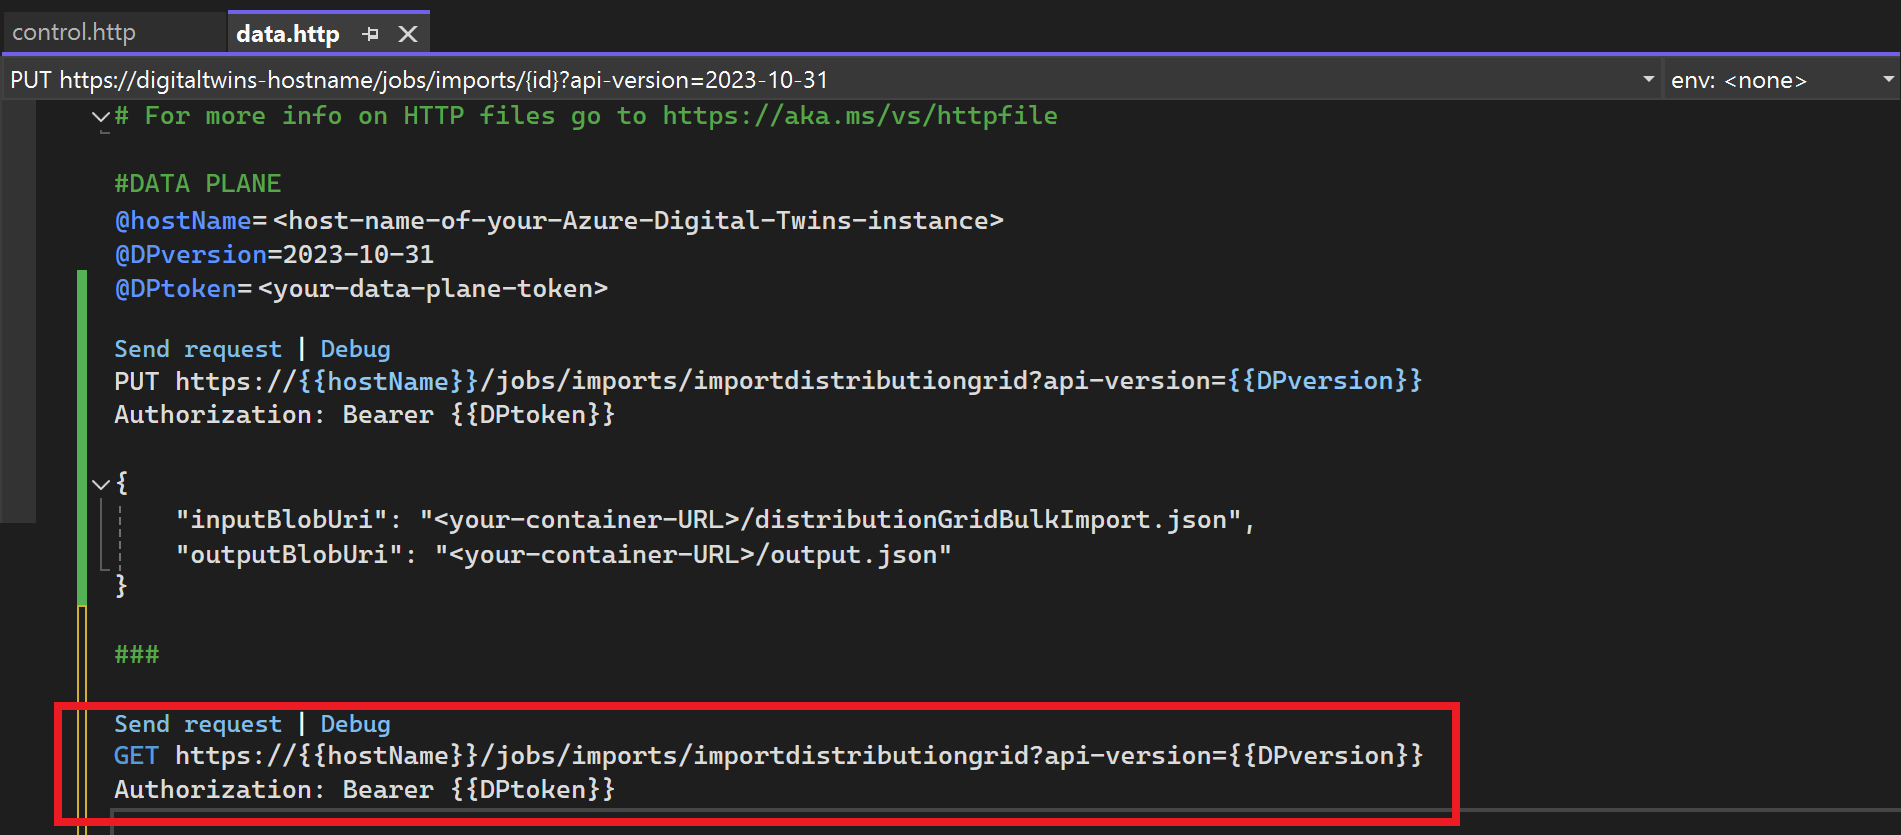 control.http
data.http
PUT https://digitaltwins-hostname/jobs/imports/{id}?api-version=2023-10-31
env: <none>
# For more info on HTTP files go to https://aka.ms/vs/httpfile
#DATA PLANE
@hostName=<host-name-of-your-Azure-Digital-Twins-instance>
@DPversion=2023-10-31
@DPtoken=<your-data-plane-token>
Send request | Debug
PUT https://{{hostName}}/jobs/imports/importdistributiongrid?api-version={{DPversion}}
Authorization: Bearer {{DPtoken}}
{
"inputBlobUri": "<your-container-URL>/distributionGridBulkImport.json",
"outputBlobUri": "<your-container-URL>/output.json"
}
###
Send request | Debug
GET https://{{hostName}}/jobs/imports/importdistributiongrid?api-version={{DPversion}}
Authorization: Bearer {{DPtoken}}